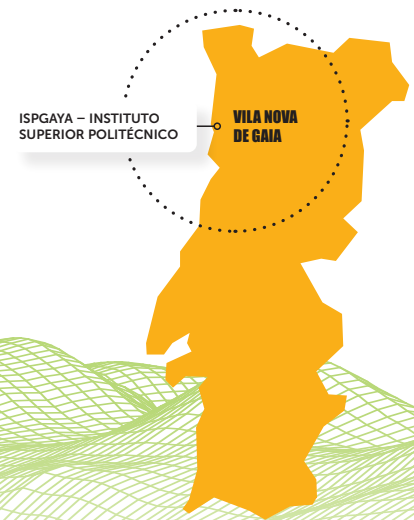 ISPGAYA – INSTITUTO
SUPERIOR POLITÉCNICO
VILA NOVA
DE GAIA